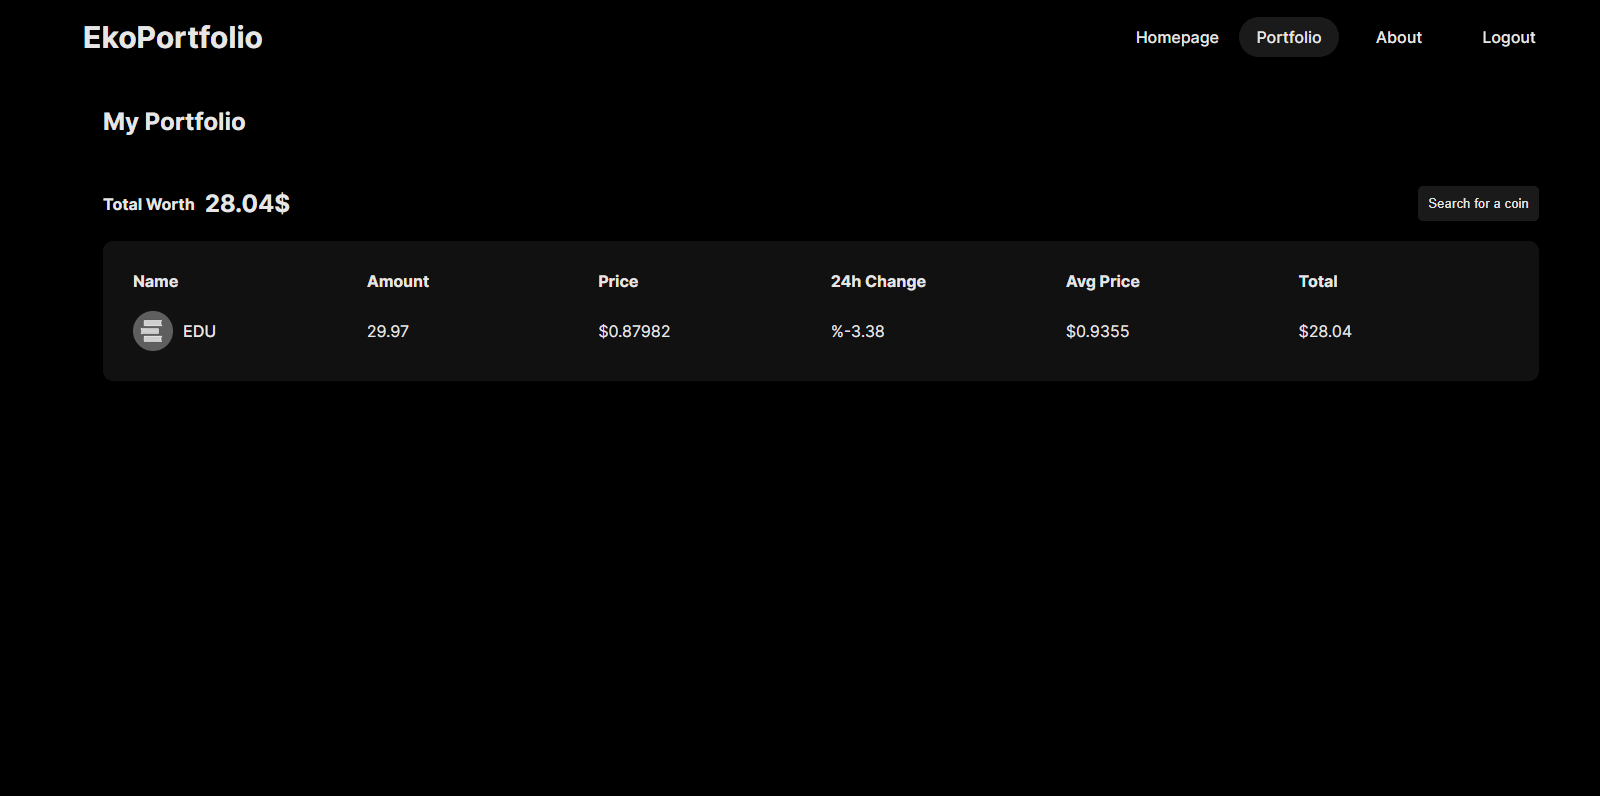 EkoPortfolio Homepage Portfolio About Logout
My Portfolio
Total Worth 28.04$ Search for a coin
Name Amount Price 24h Change Avg Price Total
EDU 29.97 $0.87982 %-3.38 $0.9355 $28.04